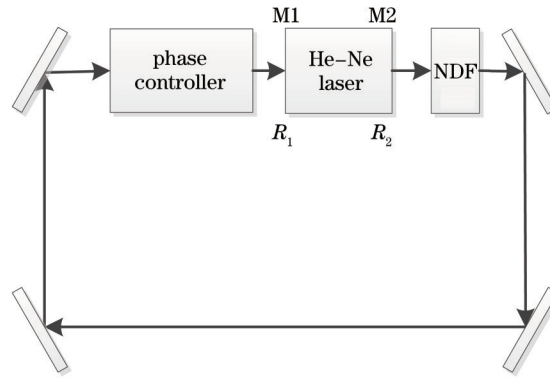 M1 M2
phase
controller
He–Ne
laser
NDF
R1 R2